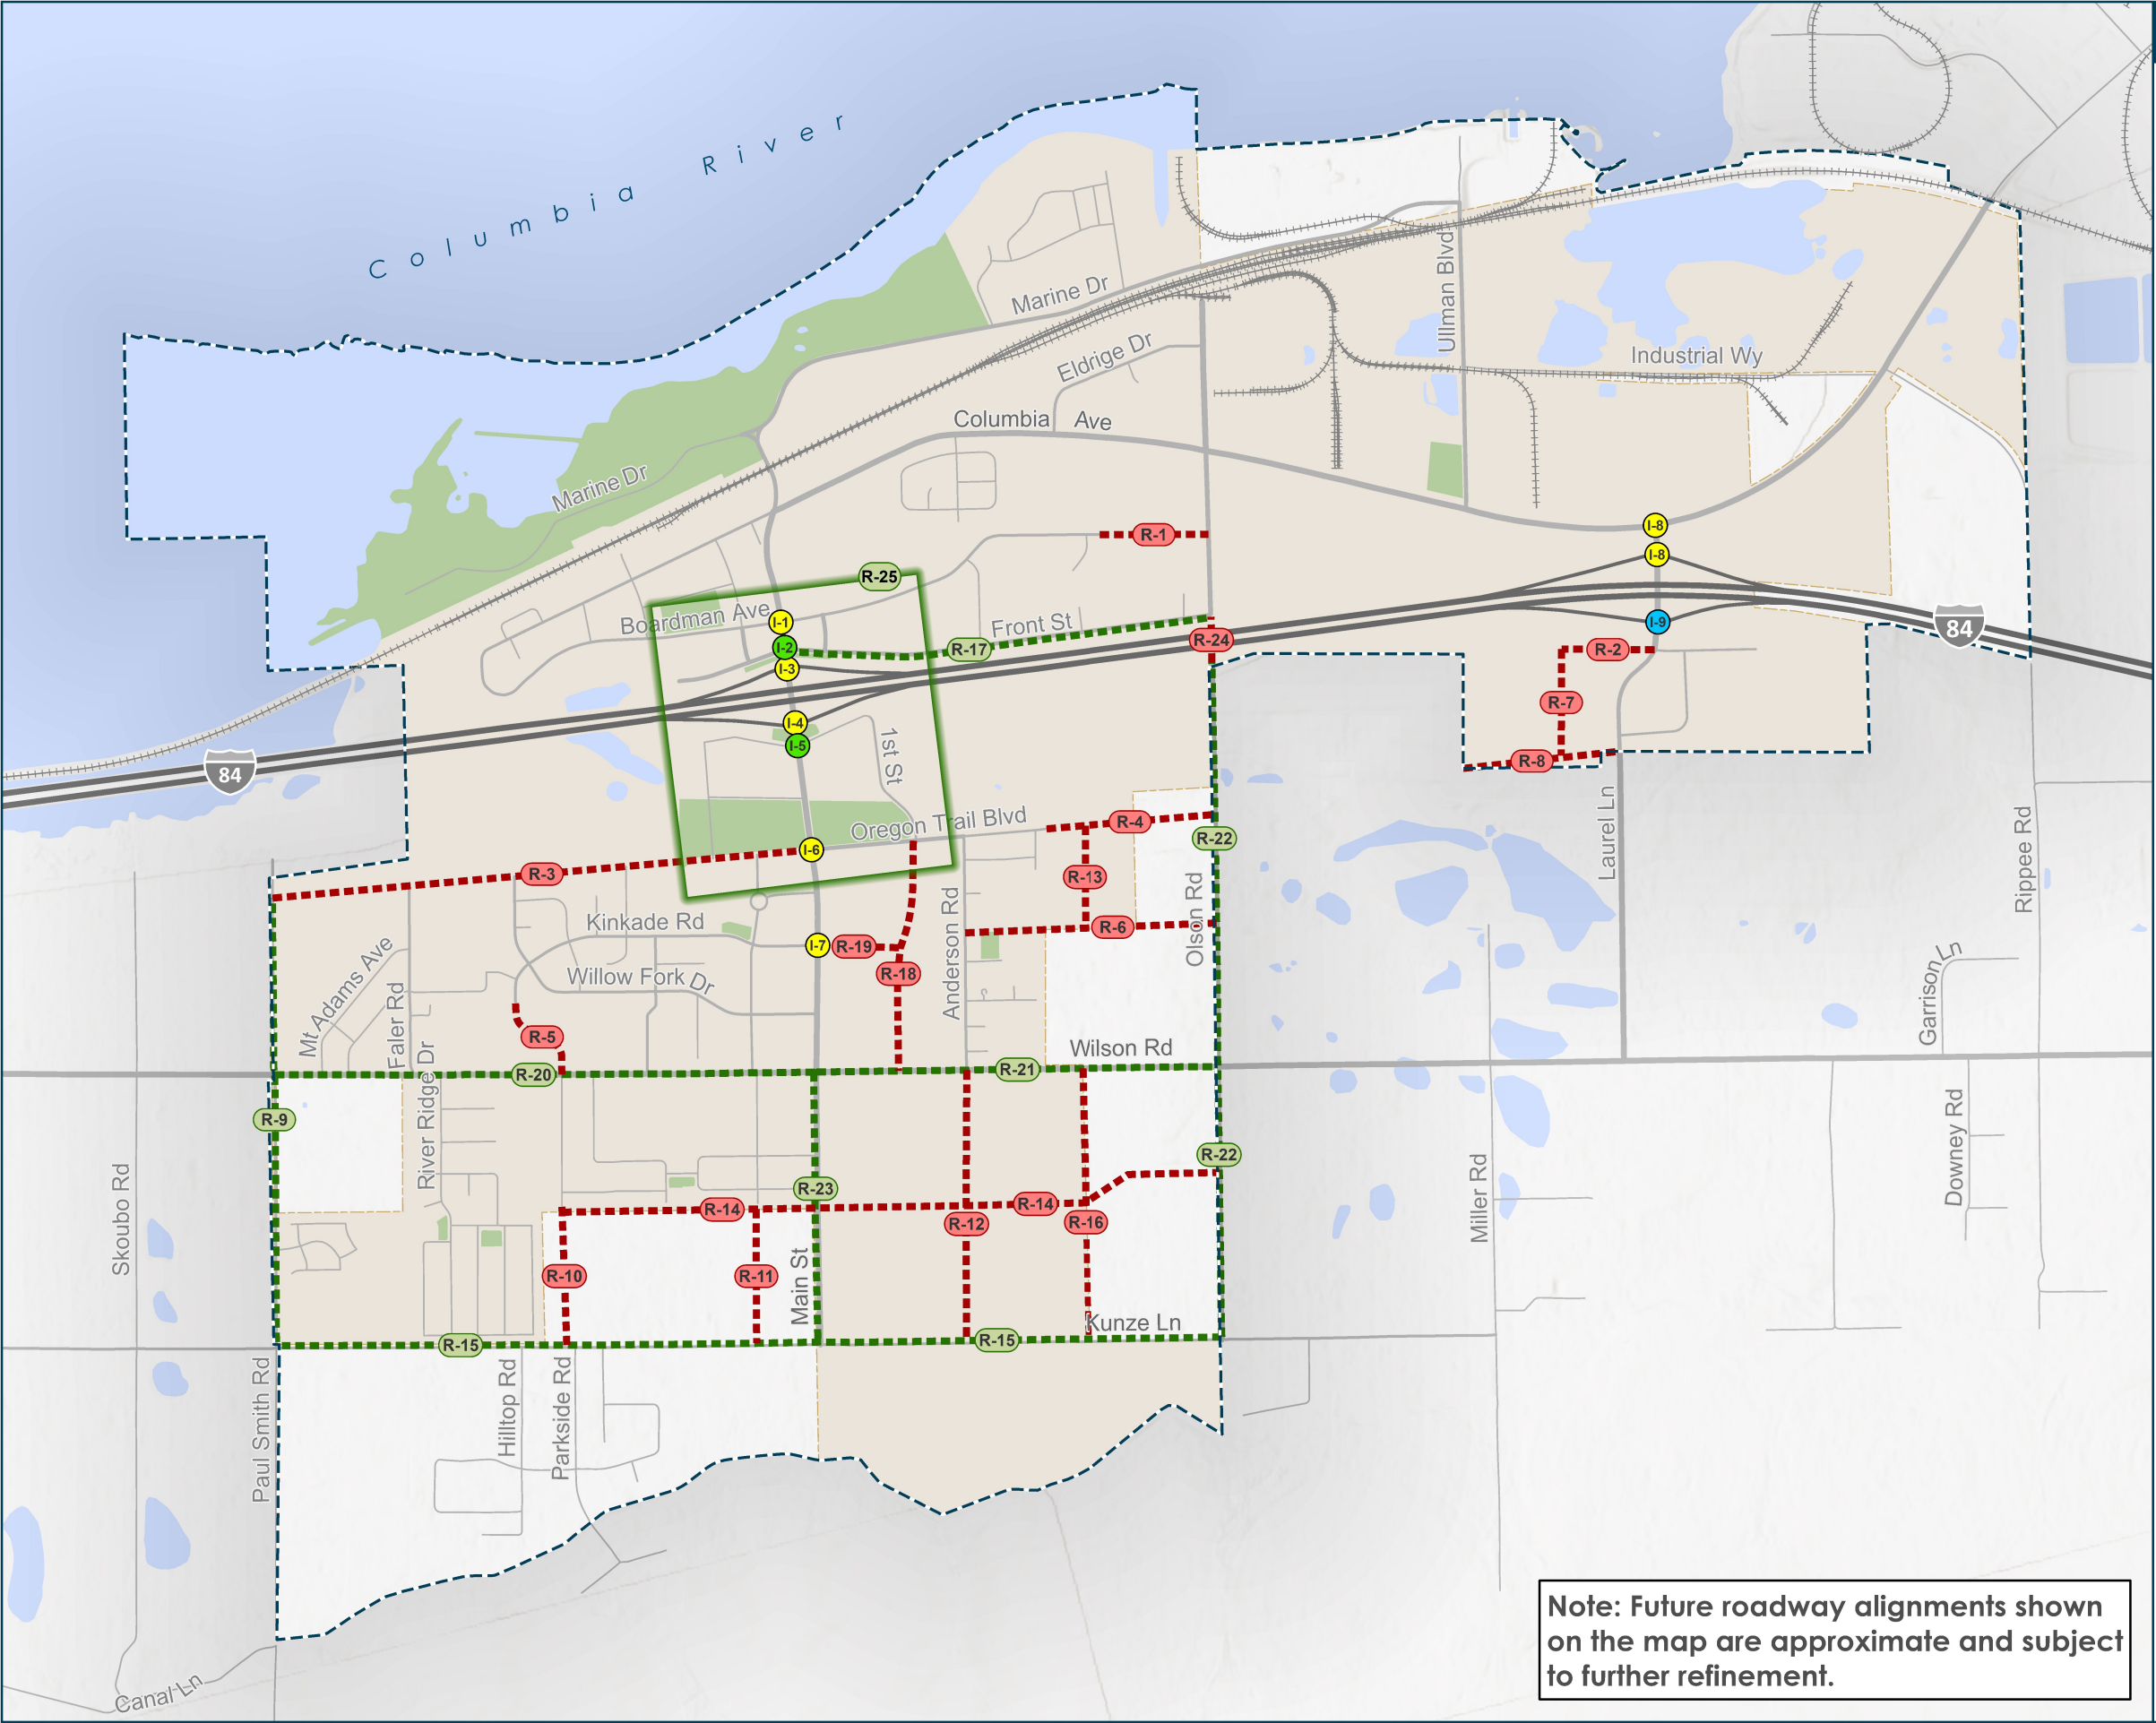 Columbia River
Marine Dr
Ullman Blvd
Eldrige Dr
Industrial Wy
Columbia Ave
Marine Dr
I-8
R-1
I-8
R-25
Boardman Ave
I-1
Front St
I-9
84
I-2
R-17
R-24
R-2
I-3
R-7
I-4
I-5
1st St
R-8
84
Oregon Trail Blvd
R-4
R-22
Laurel Ln
Rippee Rd
I-6
R-3
R-13
Kinkade Rd
Anderson Rd
R-6
Olson Rd
I-7
R-19
R-18
Willow Fork Dr
Mt Adams Ave
Faler Rd
Garrison Ln
R-5
Wilson Rd
R-20
R-21
R-9
River Ridge Dr
Downey Rd
R-22
Skoubo Rd
R-23
Miller Rd
R-14
R-14
R-12
R-16
R-10
R-11
Main St
Kunze Ln
R-15
R-15
Paul Smith Rd
Hilltop Rd
Parkside Rd
Note: Future roadway alignments shown
on the map are approximate and subject
to further refinement.
Canal Ln